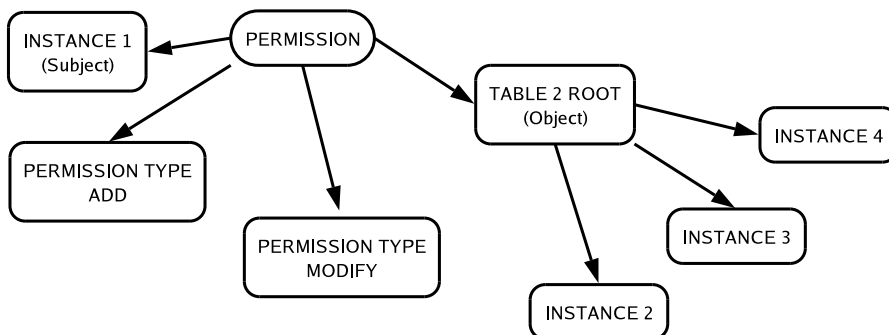 INSTANCE 1
(Subject)
PERMISSION
TABLE 2 ROOT
(Object)
INSTANCE 4
PERMISSION TYPE
ADD
PERMISSION TYPE
MODIFY
INSTANCE 3
INSTANCE 2